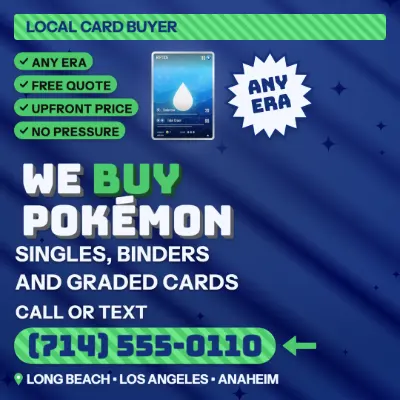 LOCAL CARD BUYER
ANY ERA
FREE QUOTE
UPFRONT PRICE
NO PRESSURE
ANY
ERA
WE BUY
POKÉMON
SINGLES, BINDERS
AND GRADED CARDS
CALL OR TEXT
(714) 555-0110
LONG BEACH • LOS ANGELES • ANAHEIM